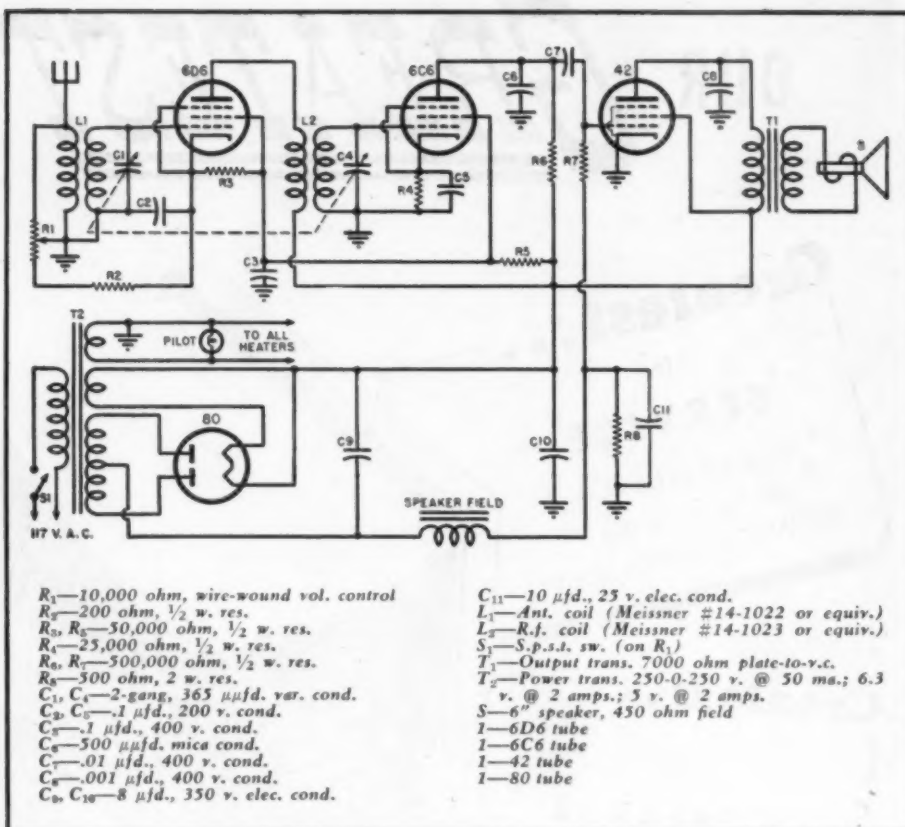 6D6
6C6
C7
42
C6
C8
L1
L2
T1
S
C1
C4
R3
R4
C5
R6
R7
C2
R1
R5
R2
C3
T2
PILOT
TO ALL
HEATERS
80
C9
C10
R8
C11
SPEAKER FIELD
S1
117 V. A.C.
R₁—10,000 ohm, wire-wound vol. control
R₂—200 ohm, ½ w. res.
R₃, R₅—50,000 ohm, ½ w. res.
R₄—25,000 ohm, ½ w. res.
R₆, R₇—500,000 ohm, ½ w. res.
R₈—500 ohm, 2 w. res.
C₁, C₄—2-gang, 365 μμfd. var. cond.
C₂, C₅—.1 μfd., 200 v. cond.
C₃—.1 μfd., 400 v. cond.
C₆—500 μμfd. mica cond.
C₇—.01 μfd., 400 v. cond.
C₈—.001 μfd., 400 v. cond.
C₉, C₁₀—8 μfd., 350 v. elec. cond.
C₁₁—10 μfd., 25 v. elec. cond.
L₁—Ant. coil (Meissner #14-1022 or equiv.)
L₂—R.f. coil (Meissner #14-1023 or equiv.)
S₁—S.p.s.t. sw. (on R₁)
T₁—Output trans. 7000 ohm plate-to-v.c.
T₂—Power trans. 250-0-250 v. @ 50 ma.; 6.3
v. @ 2 amps.; 5 v. @ 2 amps.
S—6" speaker, 450 ohm field
1—6D6 tube
1—6C6 tube
1—42 tube
1—80 tube